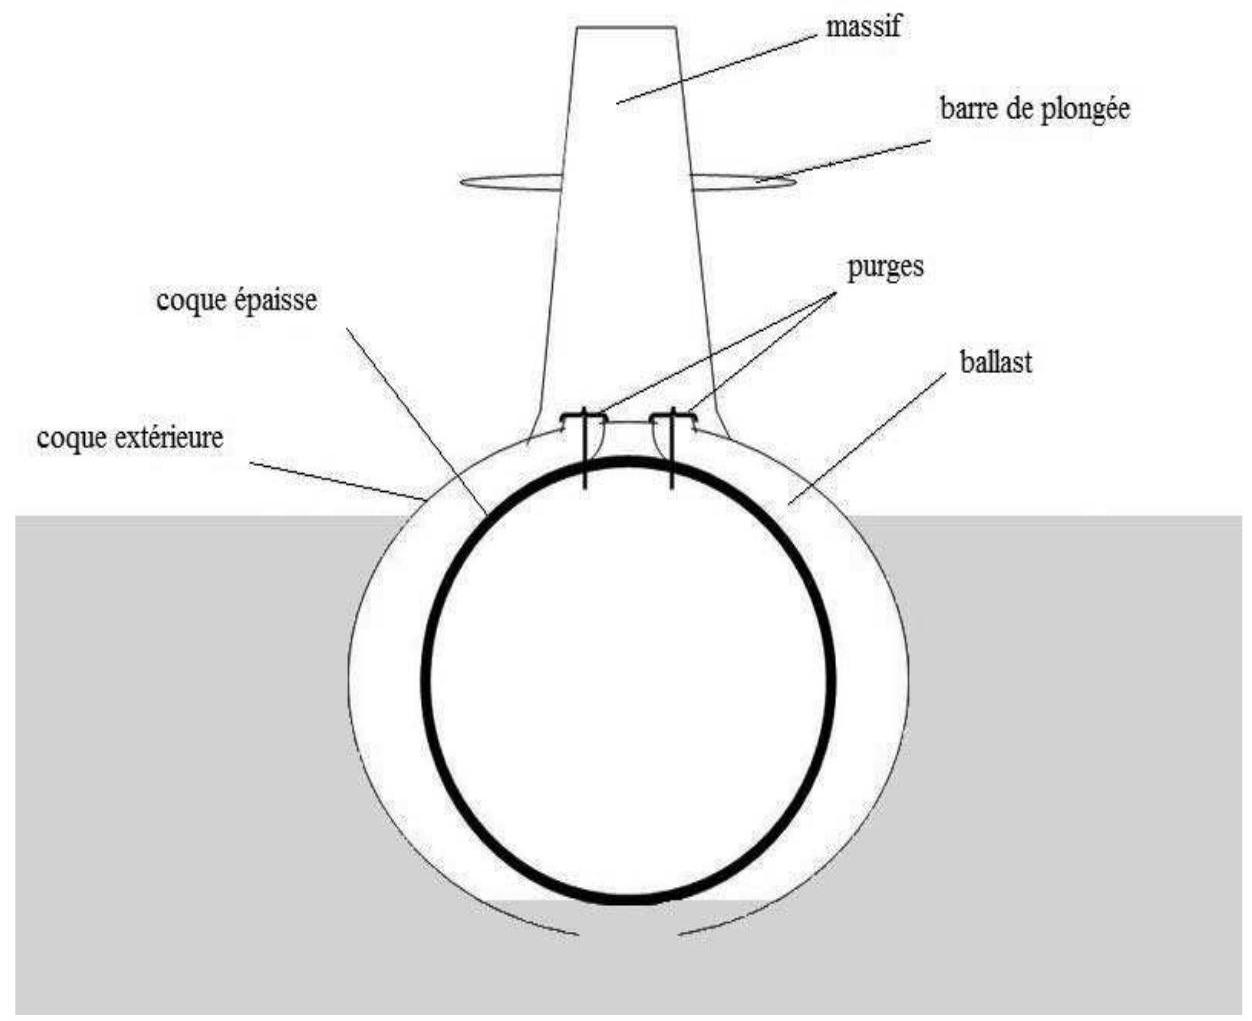 massif
barre de plongée
purges
coque épaisse
ballast
coque extérieure